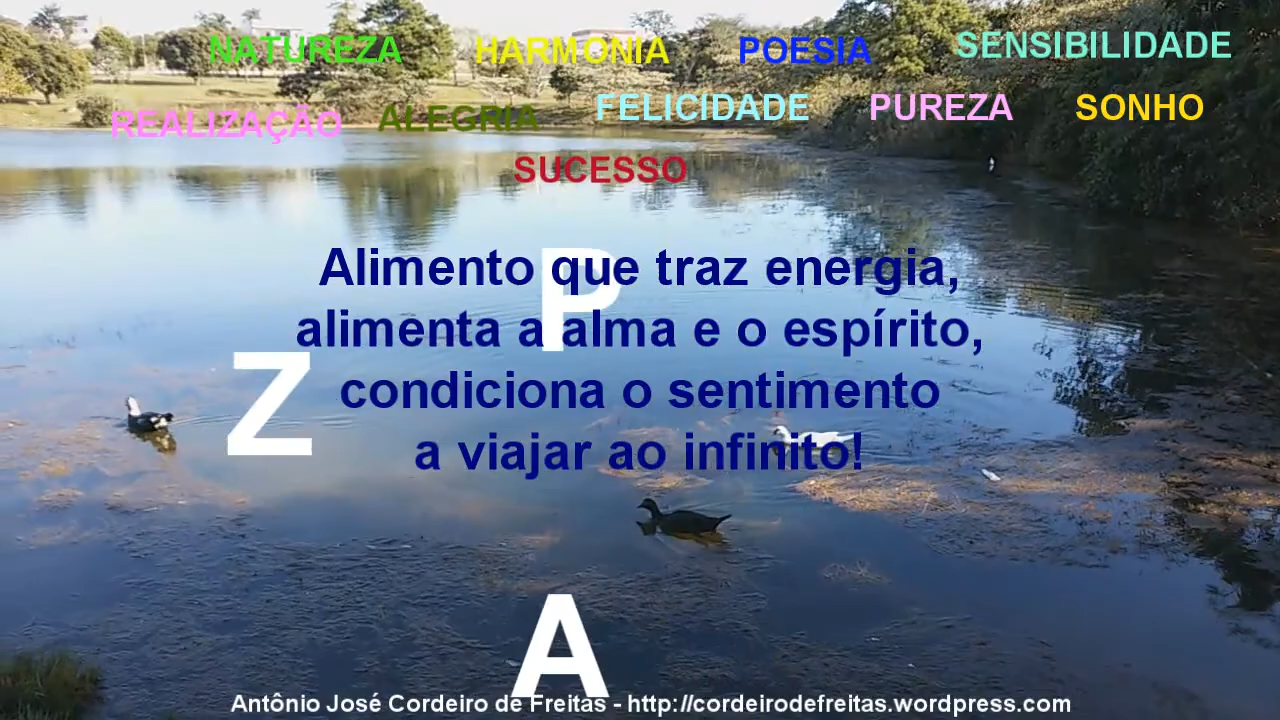 NATUREZA HARMONIA POESIA SENSIBILIDADE
REALIZAÇÃO ALEGRIA FELICIDADE PUREZA SONHO
SUCESSO
P
Alimento que traz energia,
alimenta a alma e o espírito,
Z
condiciona o sentimento
a viajar ao infinito!
A
Antônio José Cordeiro de Freitas - http://cordeirodefreitas.wordpress.com